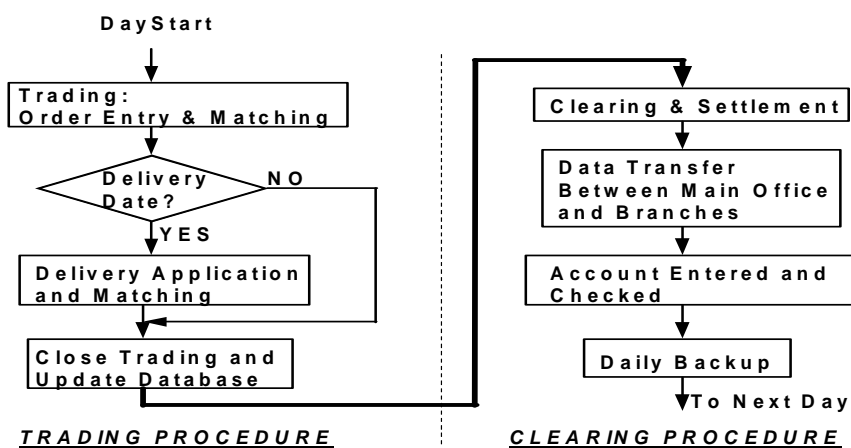 Day Start
Trading:
Order Entry & Matching
Delivery
Date?
NO
YES
Delivery Application
and Matching
Close Trading and
Update Database
TRADING PROCEDURE
Clearing & Settlement
Data Transfer
Between Main Office
and Branches
Account Entered and
Checked
Daily Backup
To Next Day
CLEARING PROCEDURE